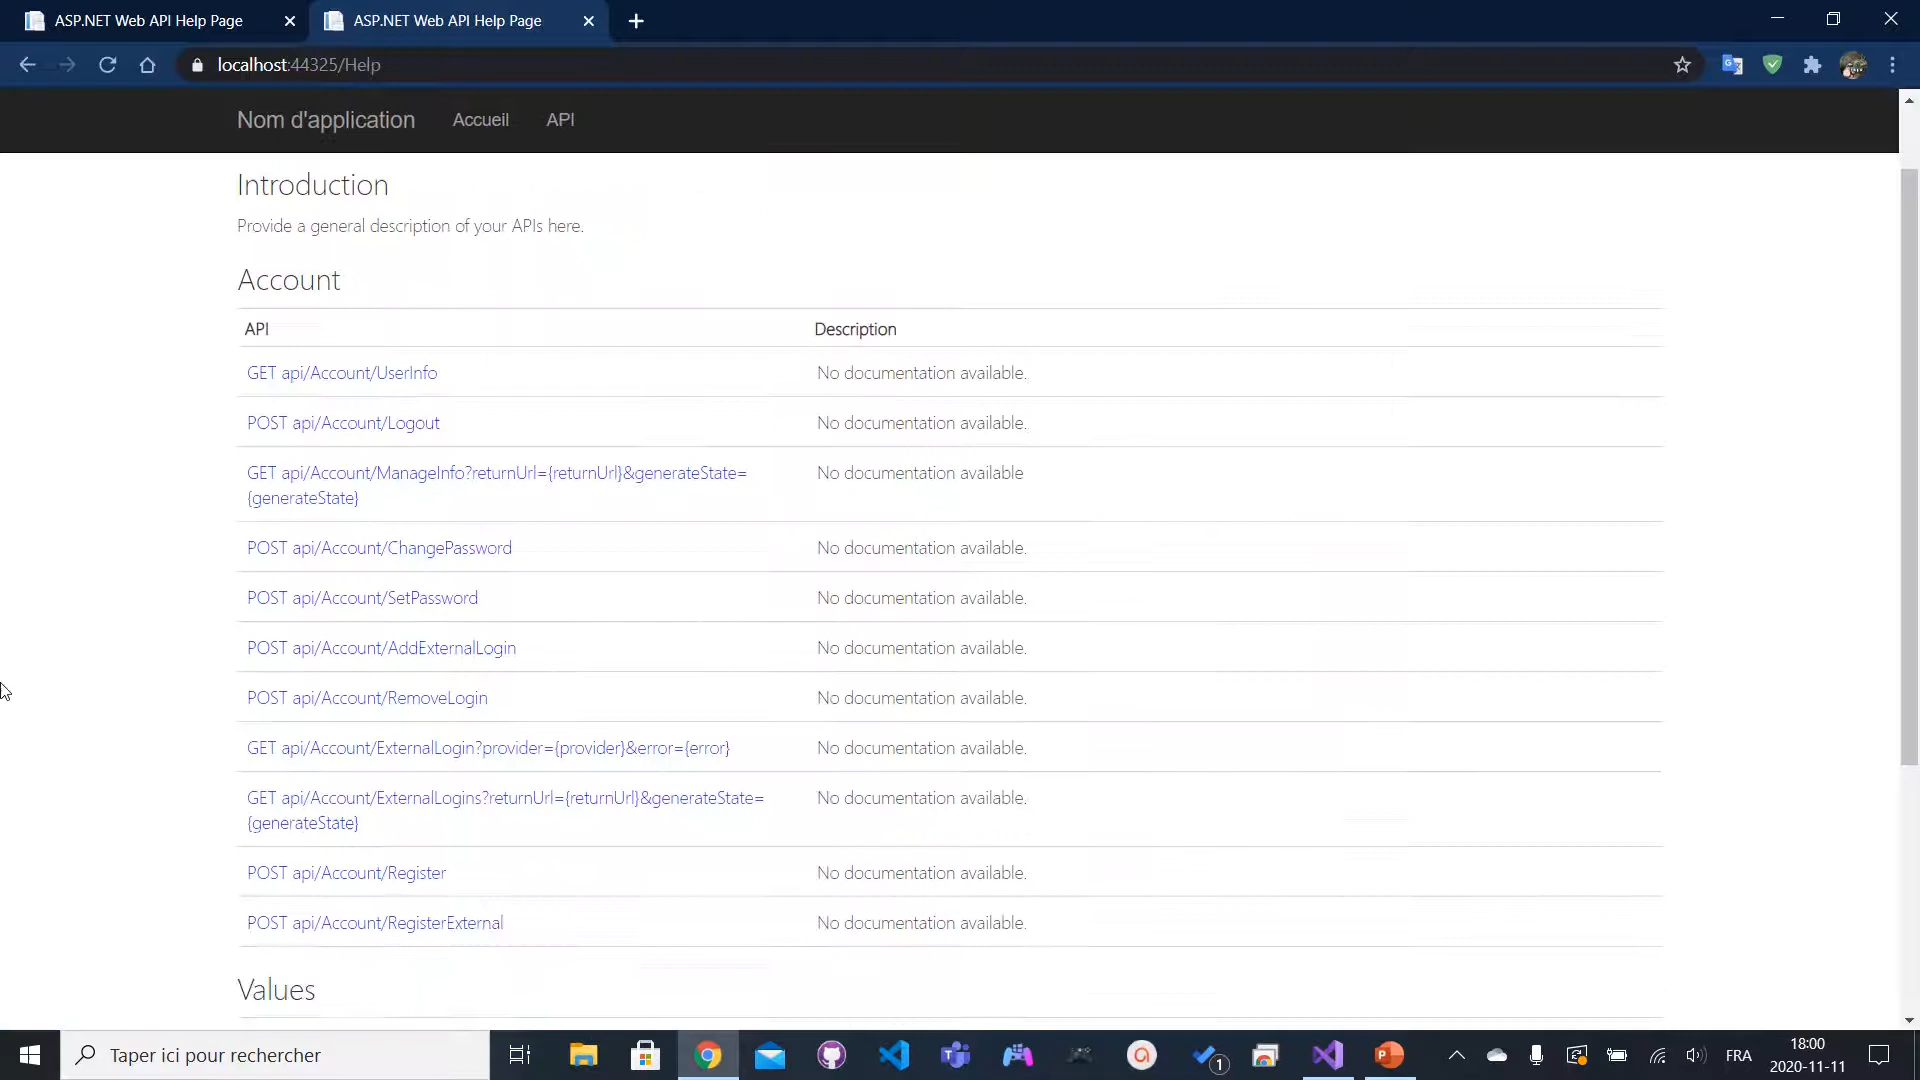 ASP.NET Web API Help Page
ASP.NET Web API Help Page
localhost:44325/Help
Nom d'application Accueil API
Introduction
Provide a general description of your APIs here.
Account
API Description
GET api/Account/UserInfo No documentation available.
POST api/Account/Logout No documentation available.
GET api/Account/ManageInfo?returnUrl={returnUrl}&generateState= No documentation available
{generateState}
POST api/Account/ChangePassword No documentation available.
POST api/Account/SetPassword No documentation available.
POST api/Account/AddExternalLogin No documentation available.
POST api/Account/RemoveLogin No documentation available.
GET api/Account/ExternalLogin?provider={provider}&error={error} No documentation available.
GET api/Account/ExternalLogins?returnUrl={returnUrl}&generateState= No documentation available.
{generateState}
POST api/Account/Register No documentation available.
POST api/Account/RegisterExternal No documentation available.
Values
Taper ici pour rechercher
1
FRA
18:00
2020-11-11